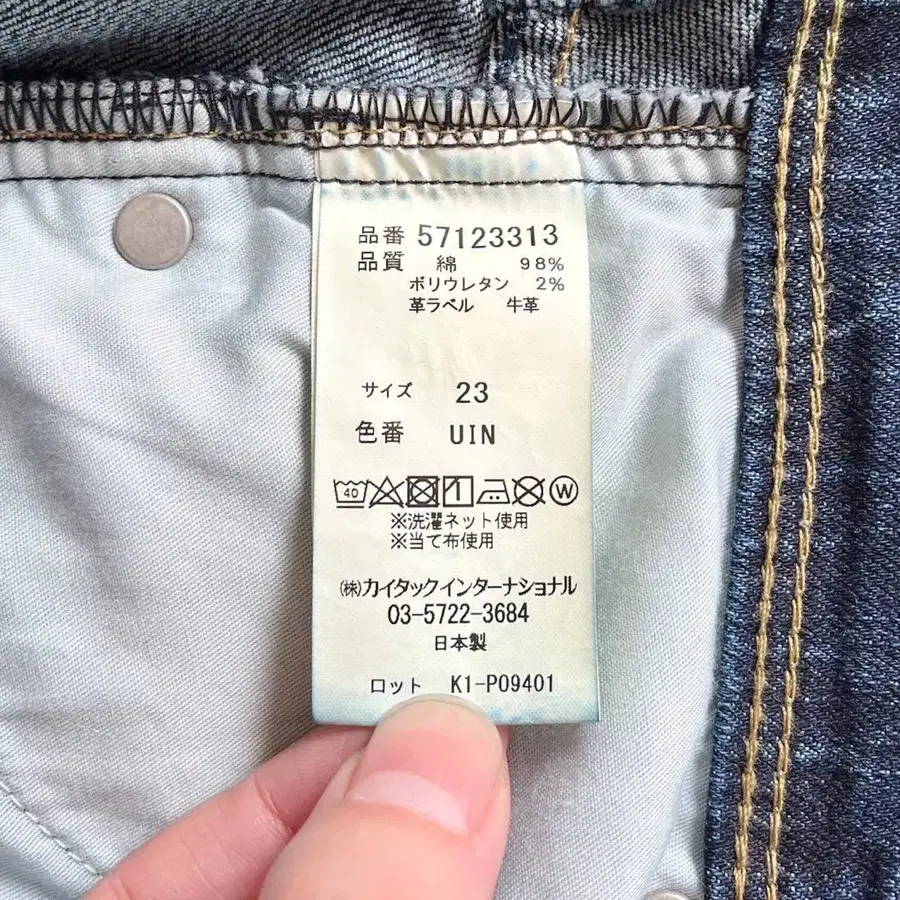 品番 57123313
品質 綿 98%
ポリウレタン 2%
革ラベル 牛革
サイズ 23
色番 UIN
40 W
※洗濯ネット使用
※当て布使用
㈱カイタックインターナショナル
03-5722-3684
日本製
ロット K1-P09401